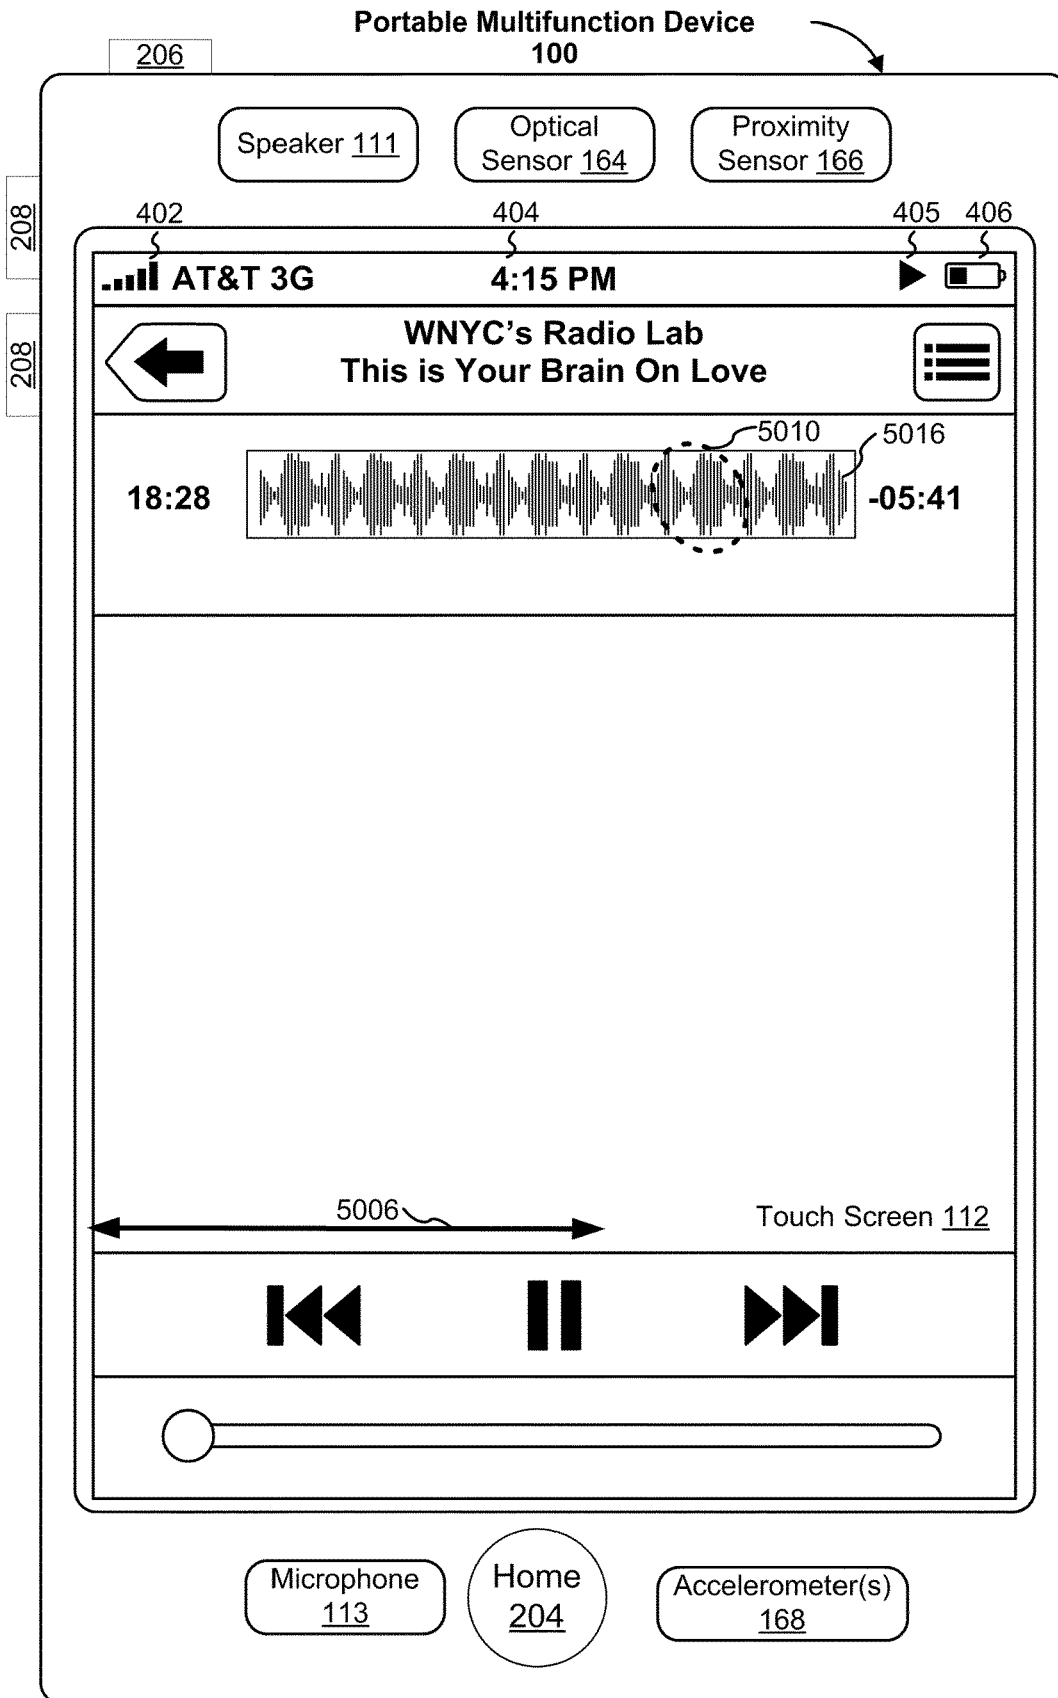 Portable Multifunction Device
100
206
Speaker 111
Optical
Sensor 164
Proximity
Sensor 166
208
402
404
405
406
AT&T 3G
4:15 PM
208
WNYC's Radio Lab
This is Your Brain On Love
5010
5016
18:28
-05:41
5006
Touch Screen 112
Microphone
113
Home
204
Accelerometer(s)
168